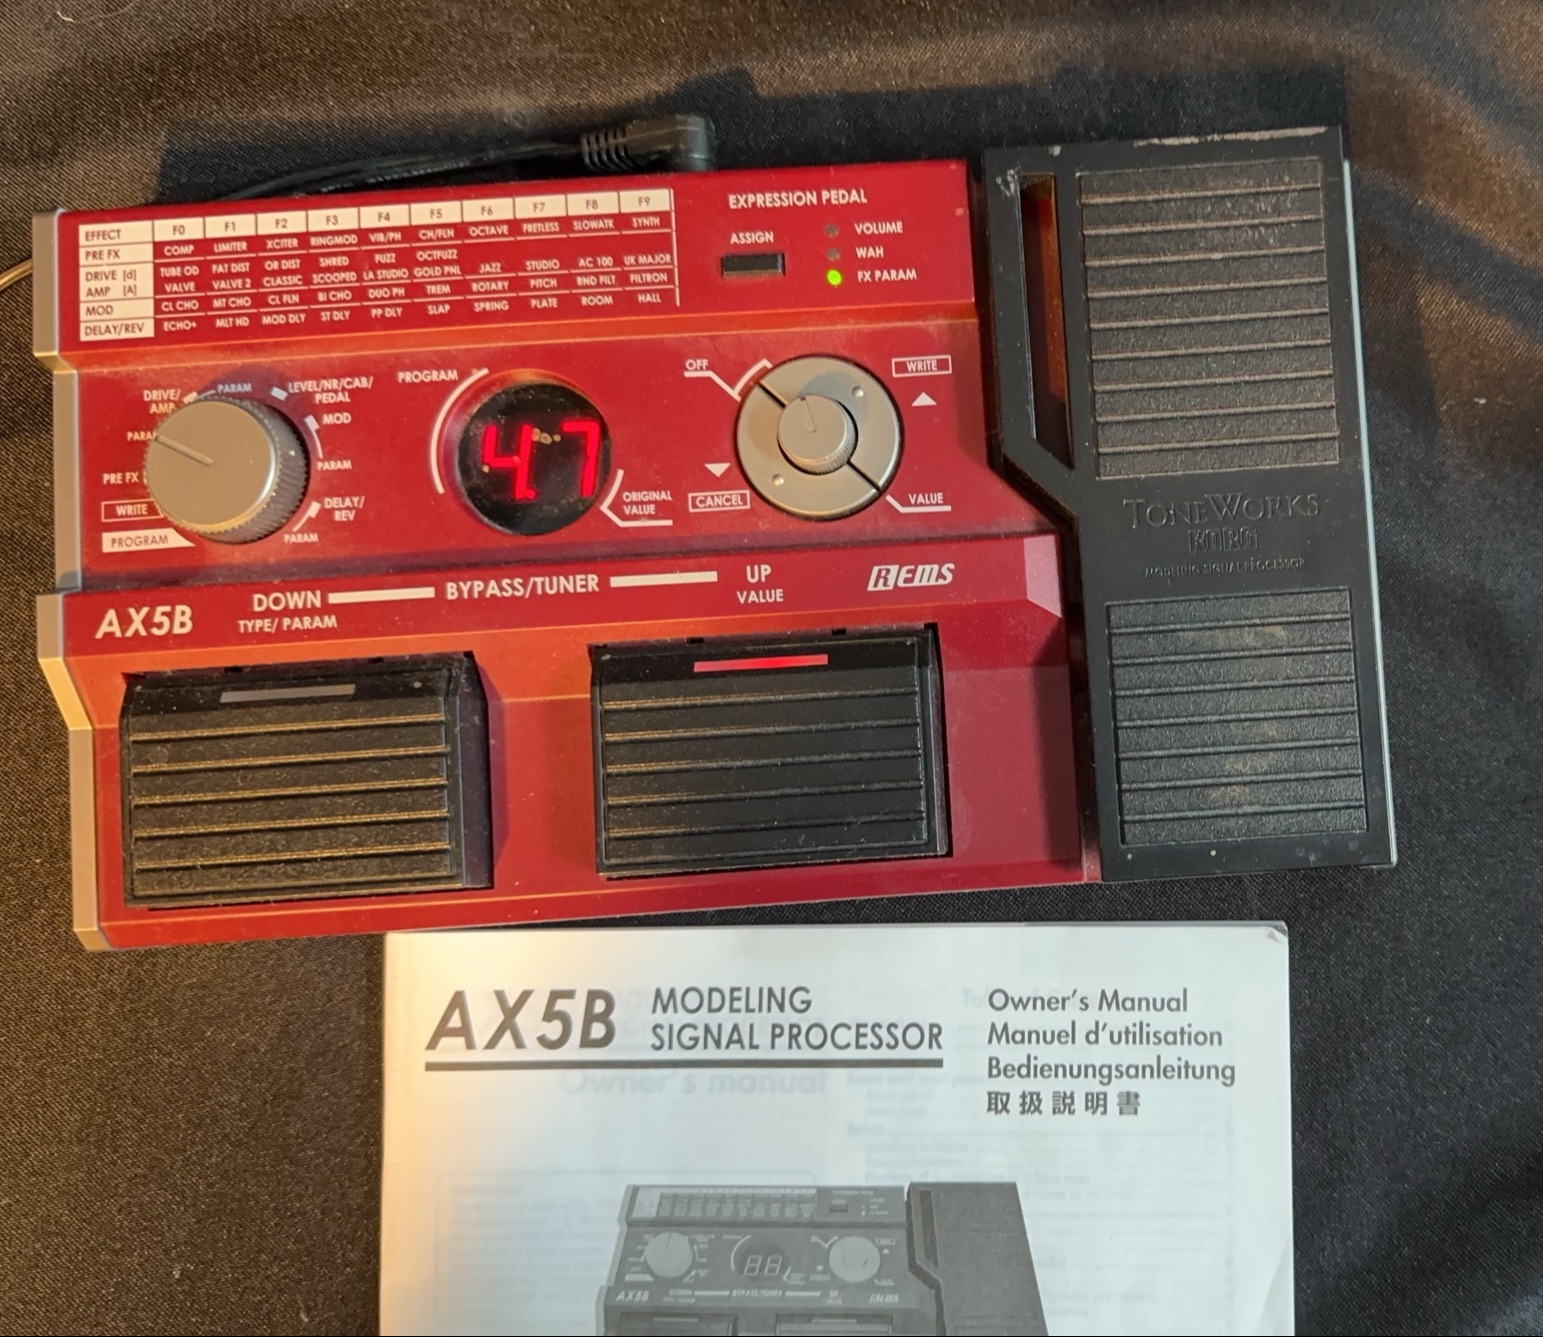 EFFECT F0 F1 F2 F3 F4 F5 F6 F7 F8 F9
PRE FX COMP LIMITER XCITER RINGMOD VIB/PH CH/FLN OCTAVE FRETLESS SLOWATK SYNTH
DRIVE [d] TUBE OD FAT DIST OR DIST SHRED FUZZ OCTFUZZ
AMP [A] VALVE VALVE 2 CLASSIC SCOOPED LA STUDIO GOLD PNL JAZZ STUDIO AC 100 UK MAJOR
MOD CL CHO MT CHO CL FLN BI CHO DUO PH TREM ROTARY PITCH RND FILT FILTRON
DELAY/REV ECHO+ MLT HD MOD DLY ST DLY PP DLY SLAP SPRING PLATE ROOM HALL
EXPRESSION PEDAL
ASSIGN
VOLUME
WAH
FX PARAM
DRIVE/
AMP
PARAM
LEVEL/NR/CAB/
PEDAL
MOD
PARAM
PARAM
PRE FX
WRITE
PROGRAM
DELAY/
REV
PARAM
PROGRAM
4.7
ORIGINAL
VALUE
OFF
WRITE
CANCEL
VALUE
TONEWORKS
KORG
MODELING SIGNAL PROCESSOR
AX5B
DOWN
TYPE/ PARAM
BYPASS/TUNER
UP
VALUE
REMS
AX5B
MODELING
SIGNAL PROCESSOR
Owner's Manual
Manuel d'utilisation
Bedienungsanleitung
取扱説明書
Owner's manual
AX5B